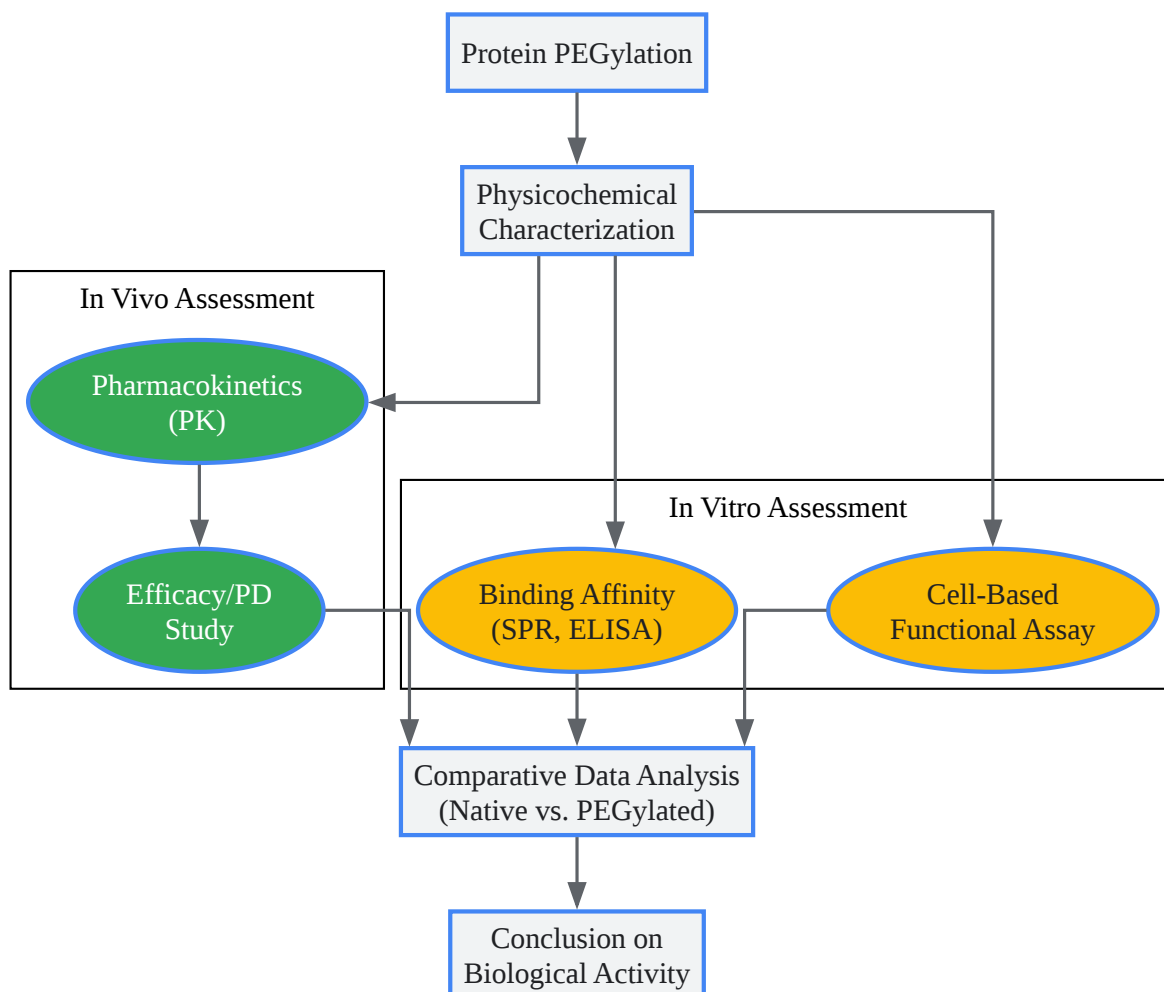 Protein PEGylation
Physicochemical
Characterization
In Vivo Assessment
Pharmacokinetics
(PK)
Efficacy/PD
Study
In Vitro Assessment
Binding Affinity
(SPR, ELISA)
Cell-Based
Functional Assay
Comparative Data Analysis
(Native vs. PEGylated)
Conclusion on
Biological Activity